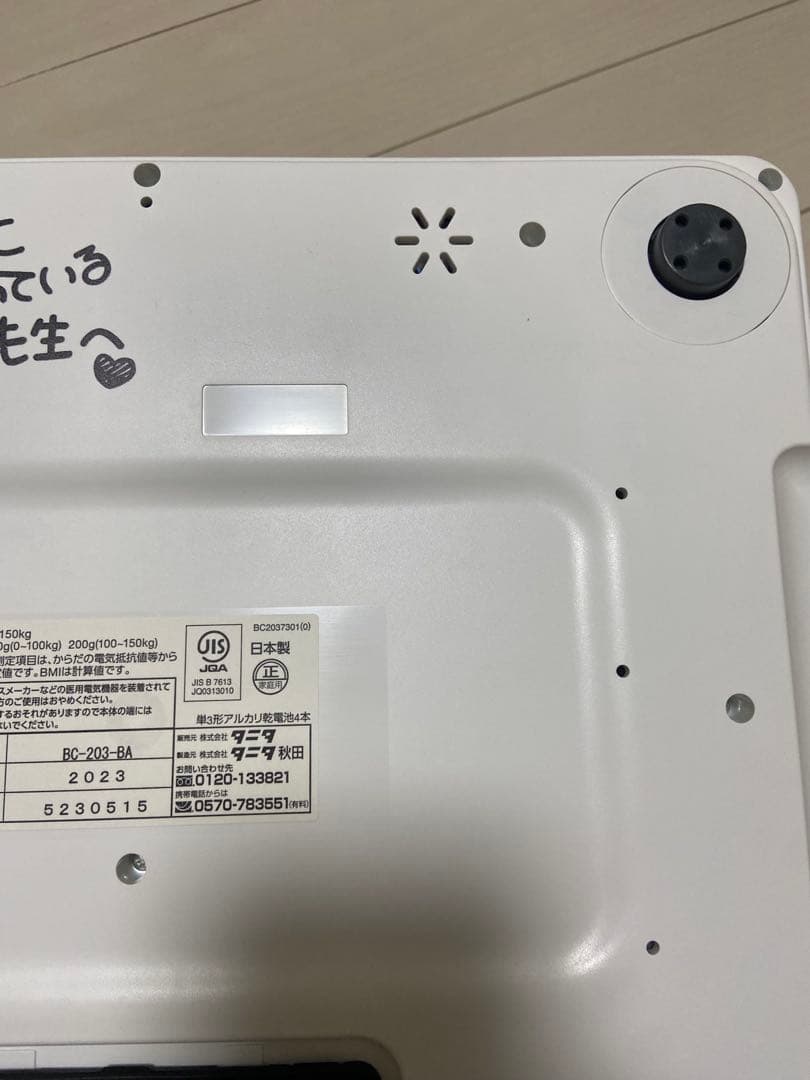 ている
先生へ
BC2037301(0)
150kg
0g(0~100kg) 200g(100~150kg)
測定項目は、からだの電気抵抗値等から
値です。BMIは計算値です。
JIS
JQA
JIS B 7613
JQ0313010
日本製
正
家庭用
スメーカーなどの医用電気機器を装着されて
方のご使用はおやめください。
するおそれがありますので本体の端には
いでください。
単3形アルカリ乾電池4本
BC-203-BA
2023
5230515
販売元 株式会社 タニタ
製造元 株式会社 タニタ 秋田
お問い合わせ先
0120-133821
携帯電話からは
0570-783551(有料)